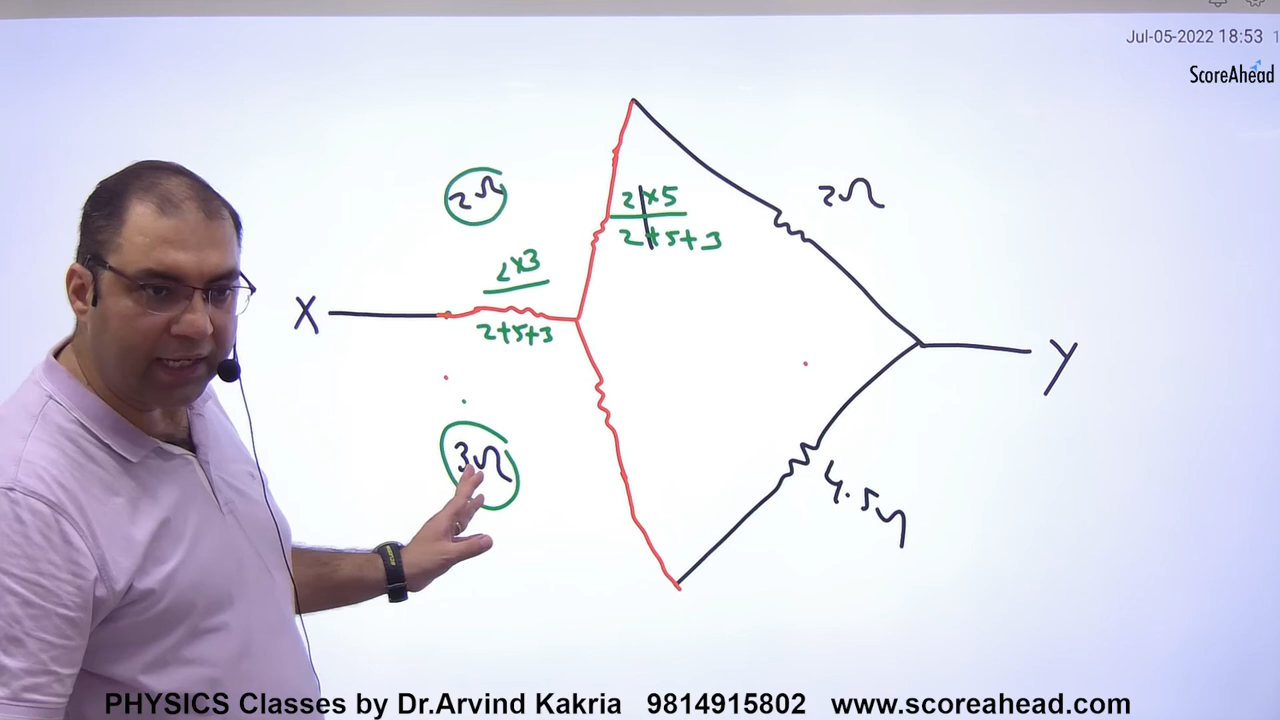 Jul-05-2022 18:53 1
ScoreAhead
2Ω
2×5
2+5+3
2Ω
2×3
2+5+3
X
Y
3Ω
4.5Ω
PHYSICS Classes by Dr.Arvind Kakria 9814915802 www.scoreahead.com